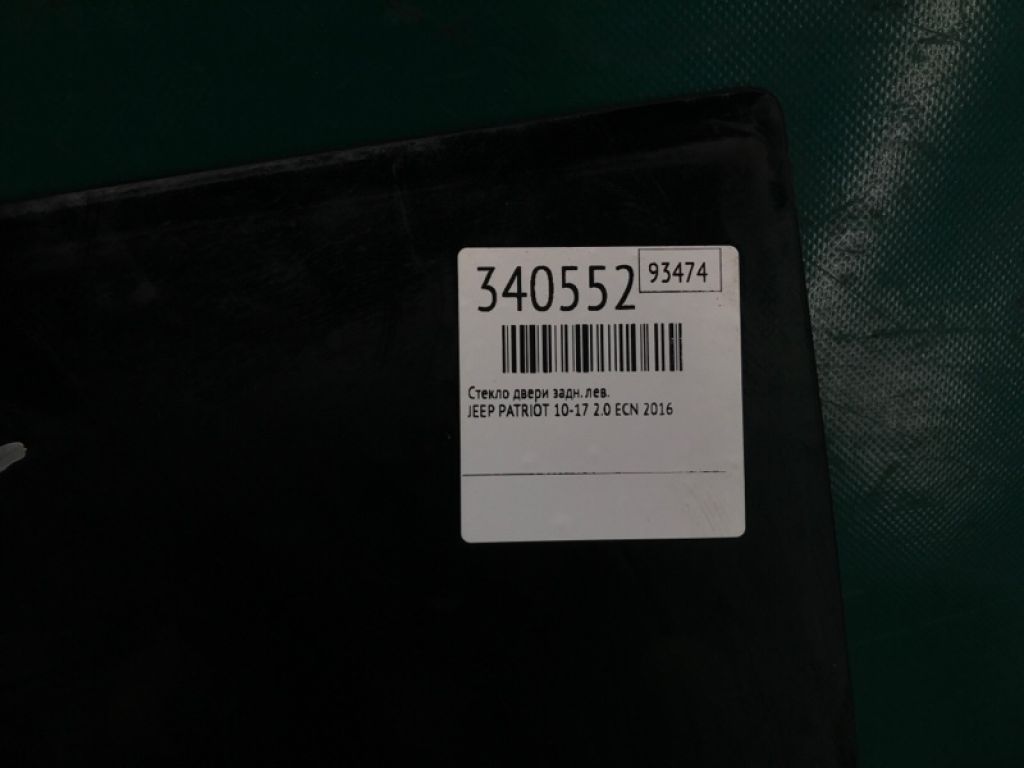 340552 93474
Стекло двери задн. лев.
JEEP PATRIOT 10-17 2.0 ECN 2016